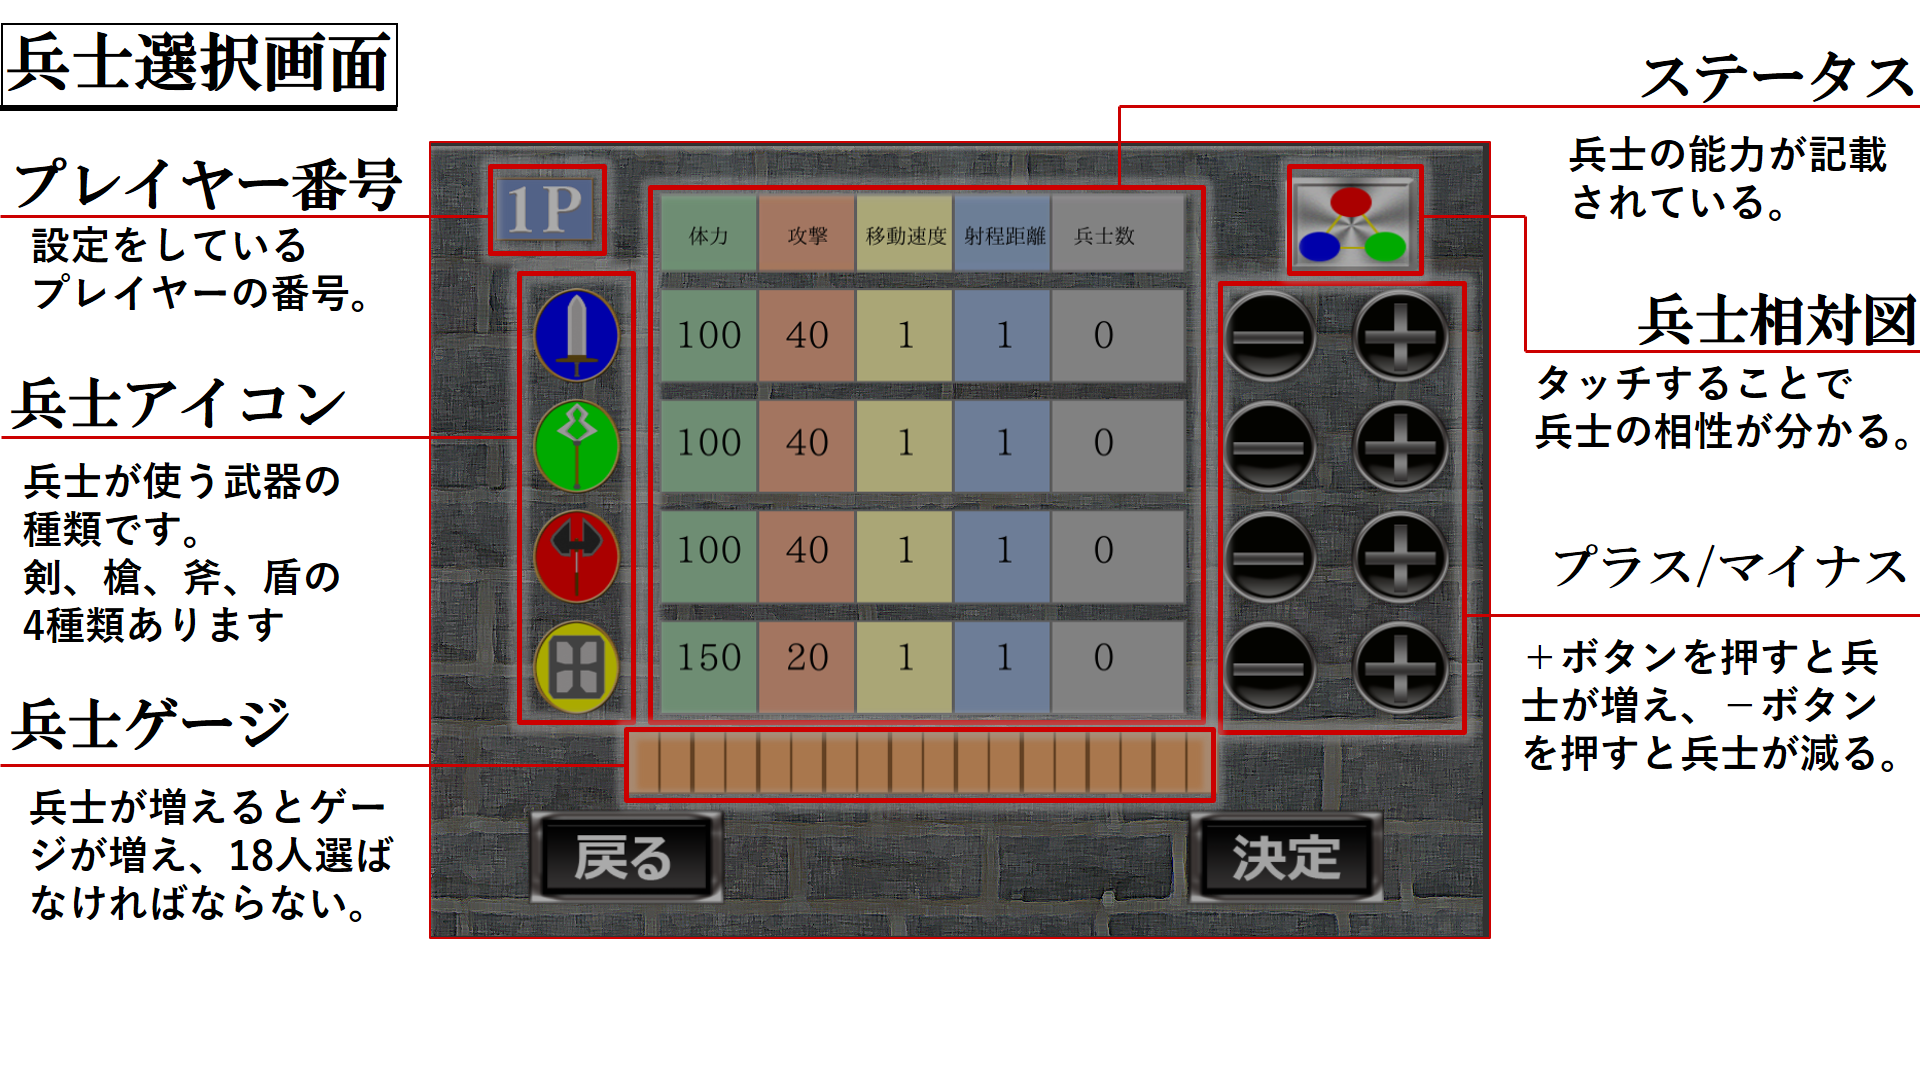 兵士選択画面
プレイヤー番号
設定をしている
プレイヤーの番号。
兵士アイコン
兵士が使う武器の
種類です。
剣、槍、斧、盾の
4種類あります
兵士ゲージ
兵士が増えるとゲー
ジが増え、18人選ば
なければならない。
1P
体力 攻撃 移動速度 射程距離 兵士数
100 40 1 1 0
100 40 1 1 0
100 40 1 1 0
150 20 1 1 0
戻る
決定
ステータス
兵士の能力が記載
されている。
兵士相対図
タッチすることで
兵士の相性が分かる。
プラス/マイナス
＋ボタンを押すと兵
士が増え、－ボタン
を押すと兵士が減る。